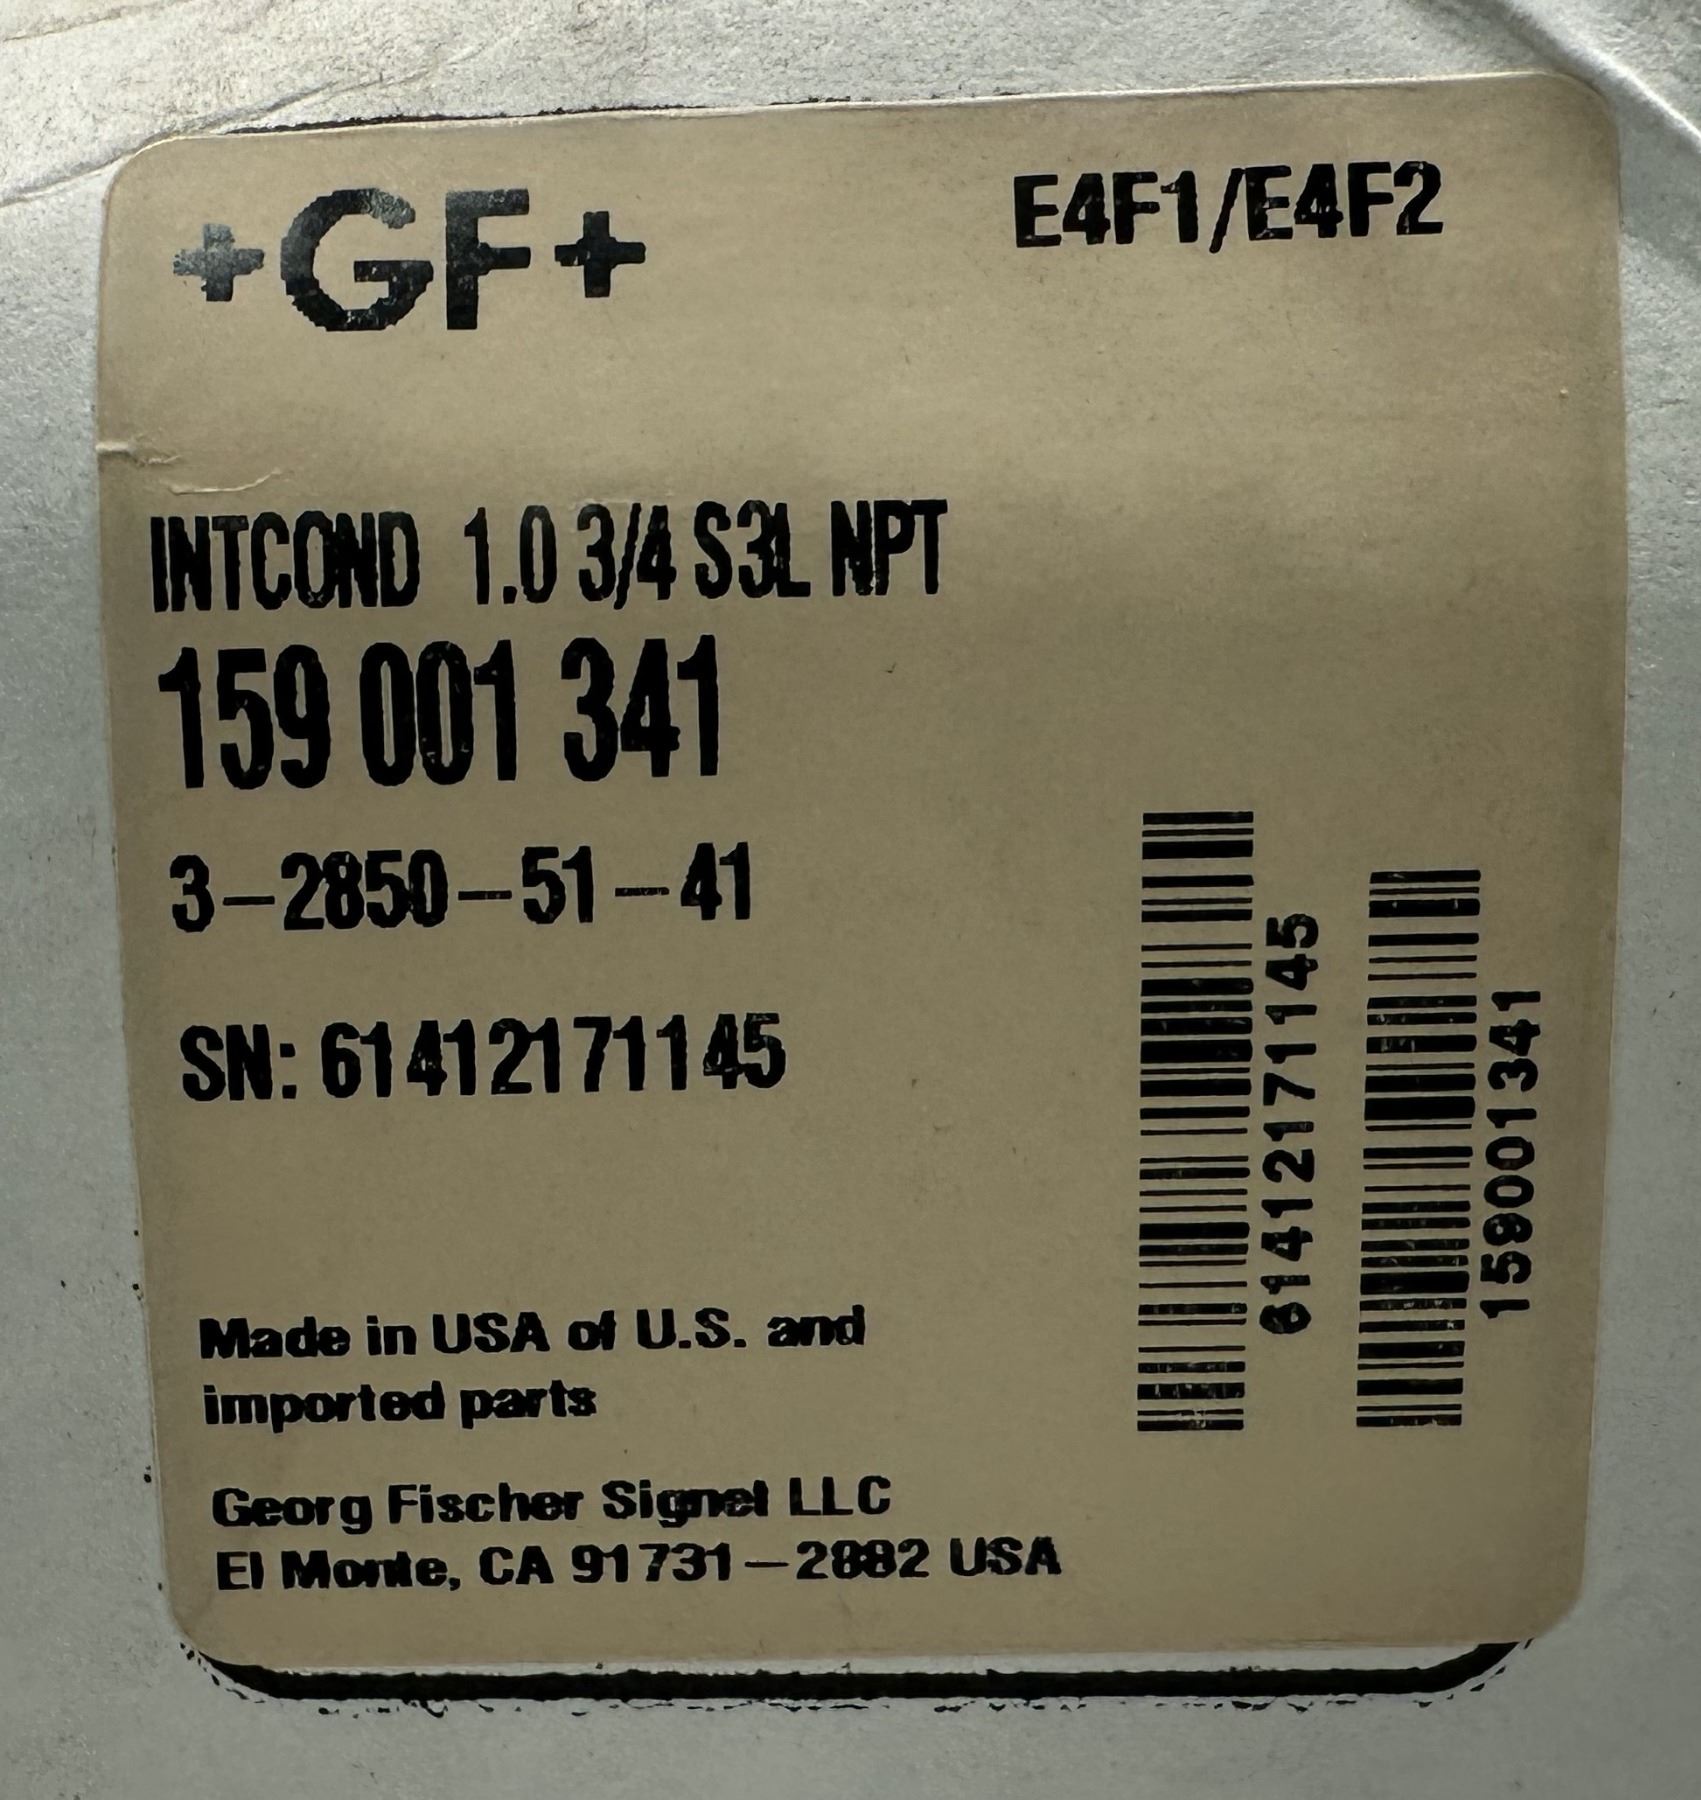 +GF+
E4F1/E4F2
INTCOND 1.0 3/4 S3L NPT
159 001 341
3-2850-51-41
SN: 61412171145
61412171145
159001341
Made in USA of U.S. and
imported parts
Georg Fischer Signet LLC
El Monte, CA 91731-2882 USA